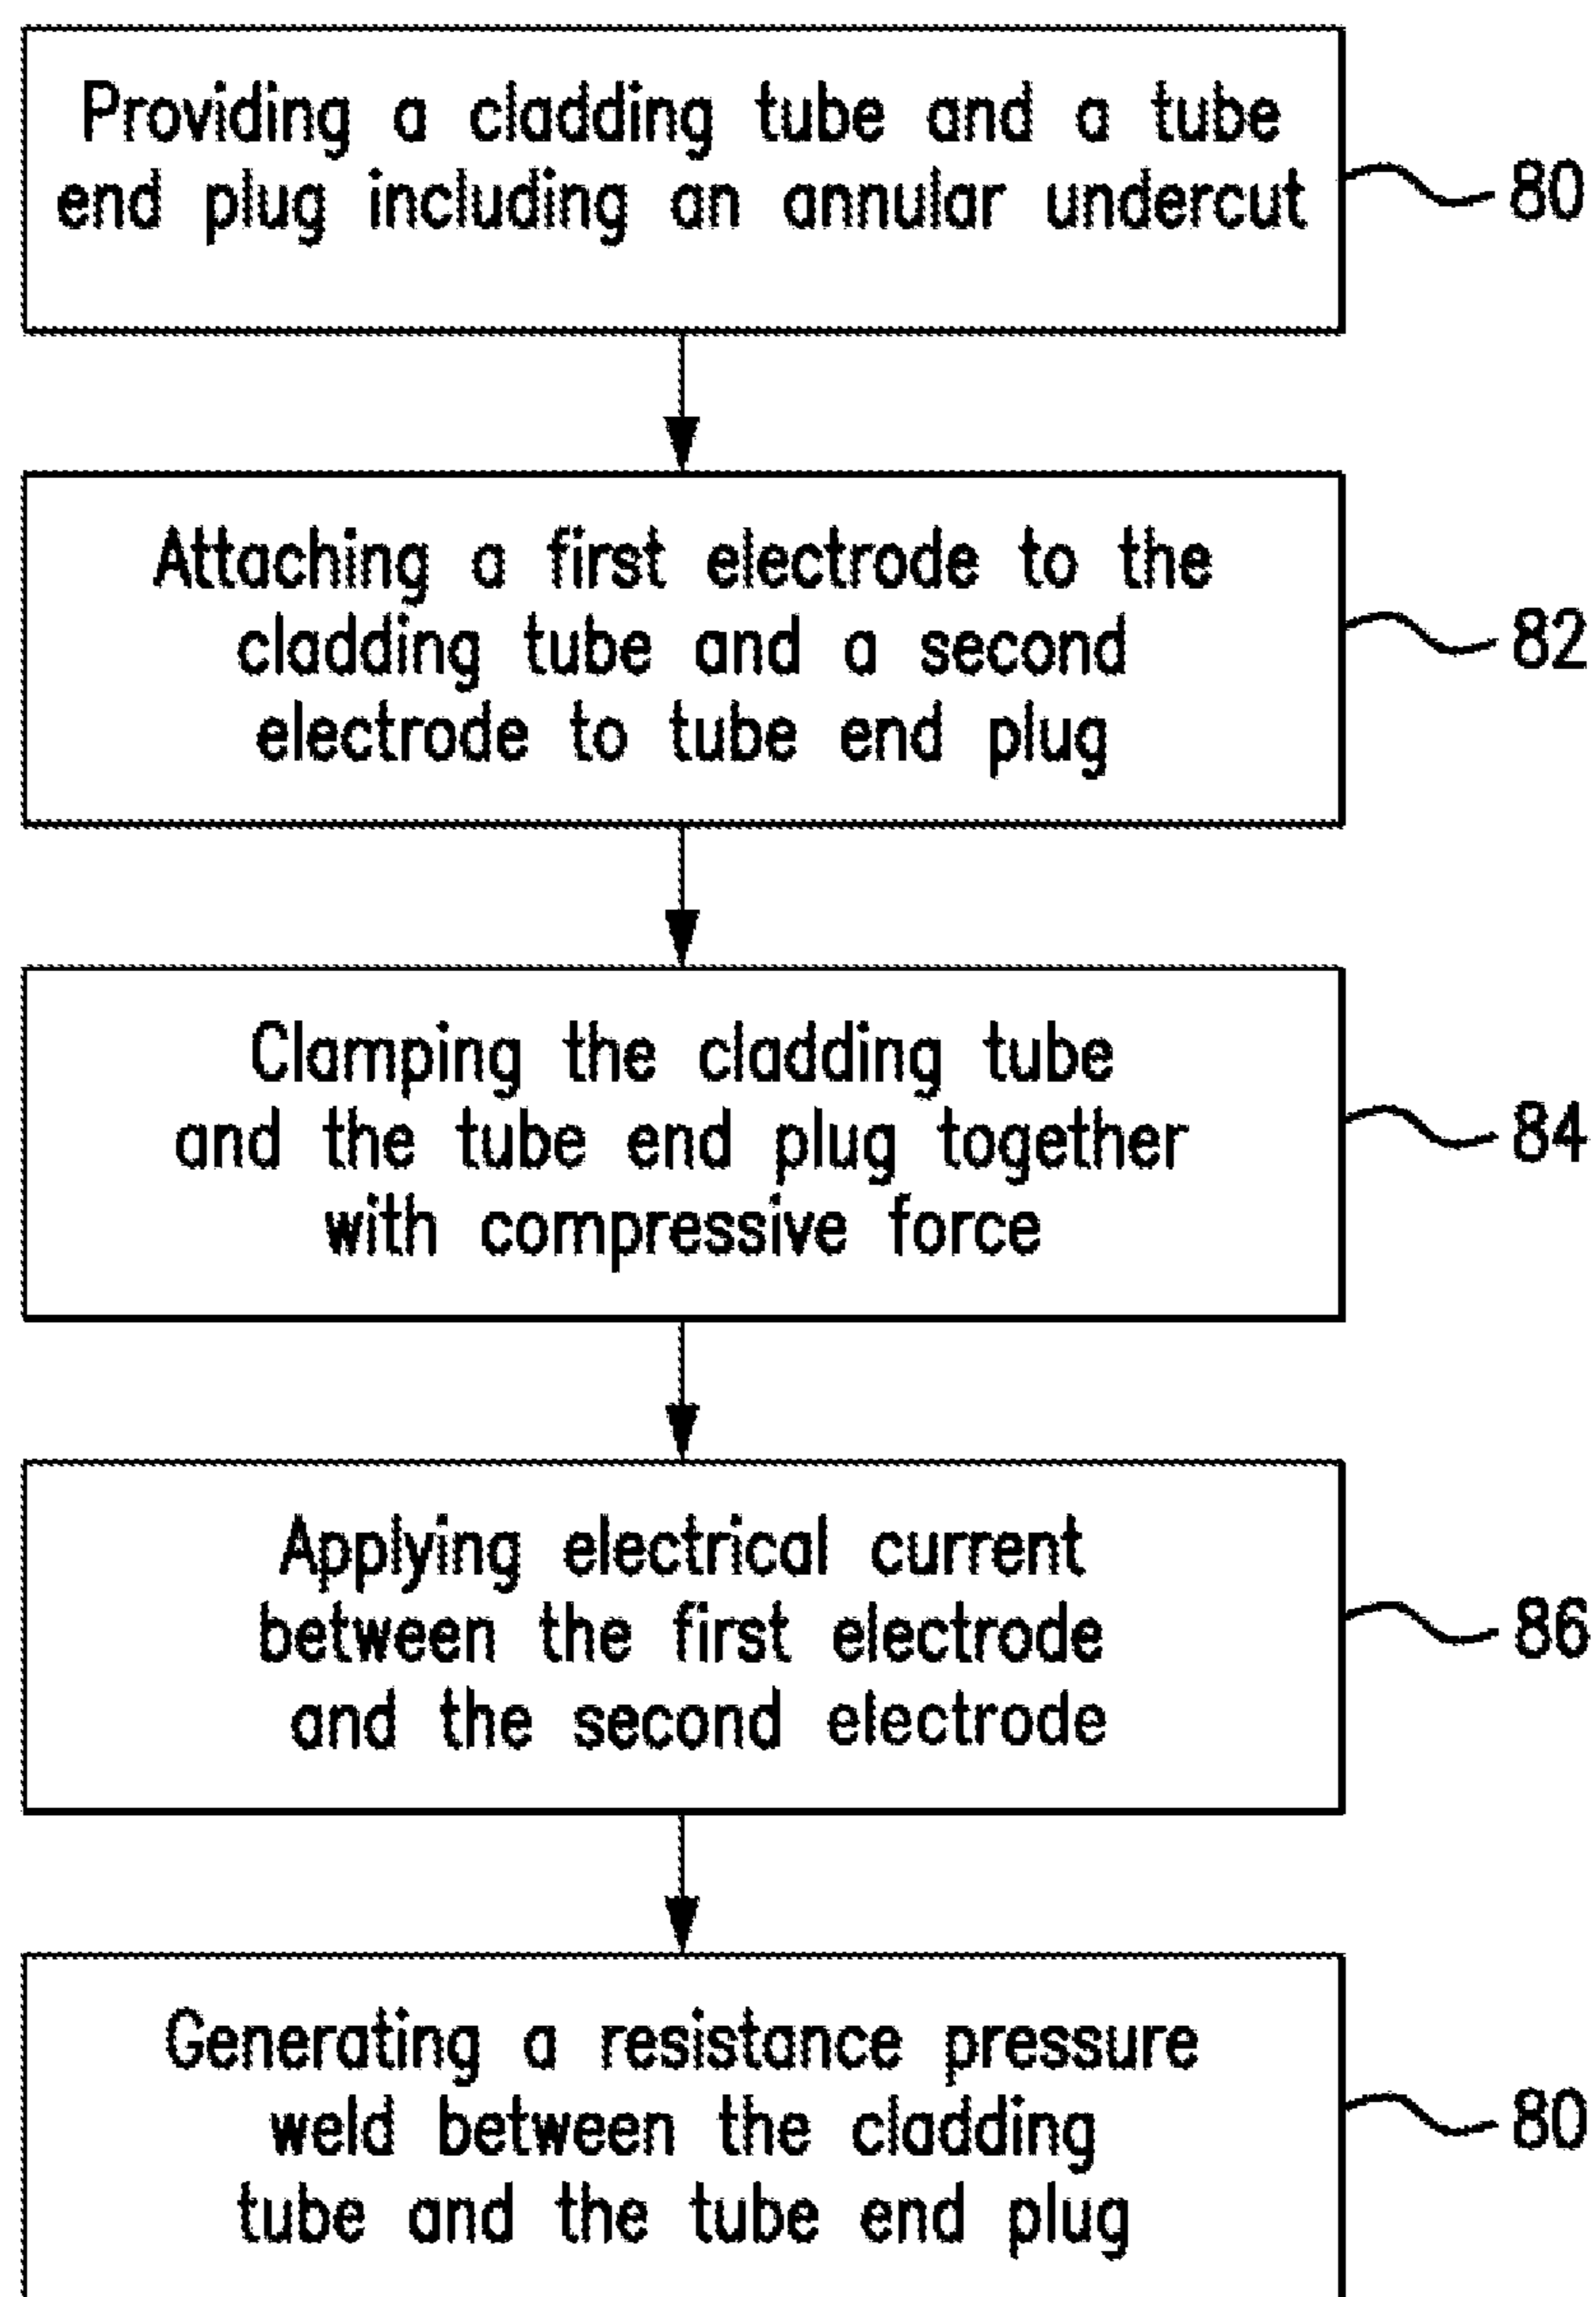 Providing a cladding tube and a tube
end plug including an annular undercut
80
Attaching a first electrode to the
cladding tube and a second
electrode to tube end plug
82
Clamping the cladding tube
and the tube end plug together
with compressive force
84
Applying electrical current
between the first electrode
and the second electrode
86
Generating a resistance pressure
weld between the cladding
tube and the tube end plug
80